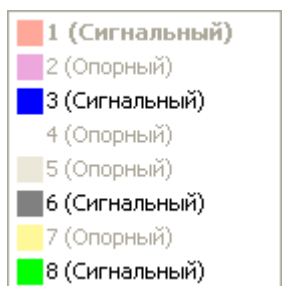 1 (Сигнальный)
2 (Опорный)
3 (Сигнальный)
4 (Опорный)
5 (Опорный)
6 (Сигнальный)
7 (Опорный)
8 (Сигнальный)